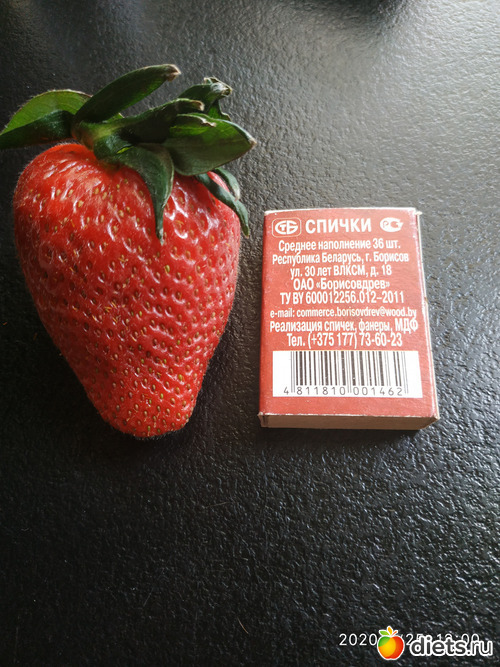 СПИЧКИ
Среднее наполнение 36 шт.
Республика Беларусь, г. Борисов
ул. 30 лет ВЛКСМ, д. 18
ОАО «Борисовдрев»
ТУ BY 600012256.012–2011
e-mail: commerce.borisovdrev@wood.by
Реализация спичек, фанеры, МДФ
Тел. (+375 177) 73-60-23
4 811810 001462
2020
diets.ru